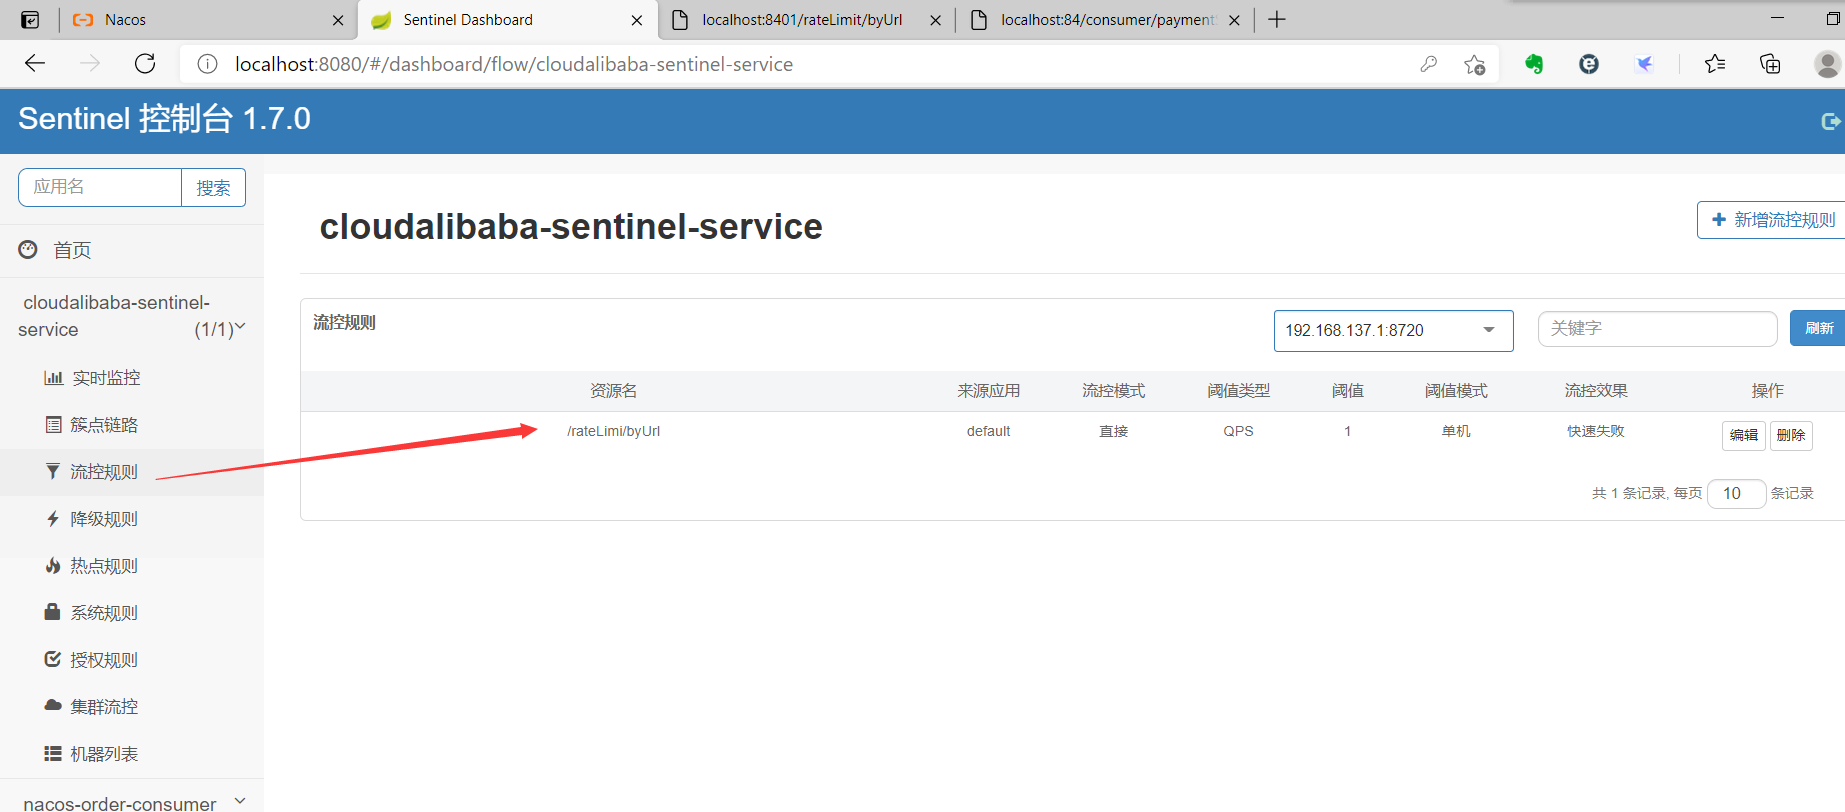 Nacos
Sentinel Dashboard
localhost:8401/rateLimit/byUrl
localhost:84/consumer/payment
localhost:8080/#/dashboard/flow/cloudalibaba-sentinel-service
Sentinel 控制台 1.7.0
应用名
搜索
首页
cloudalibaba-sentinel-
service (1/1)
实时监控
簇点链路
流控规则
降级规则
热点规则
系统规则
授权规则
集群流控
机器列表
nacos-order-consumer
cloudalibaba-sentinel-service
新增流控规则
流控规则
192.168.137.1:8720
关键字
刷新
资源名 来源应用 流控模式 阈值类型 阈值 阈值模式 流控效果 操作
/rateLimi/byUrl default 直接 QPS 1 单机 快速失败 编辑 删除
共 1 条记录, 每页 10 条记录